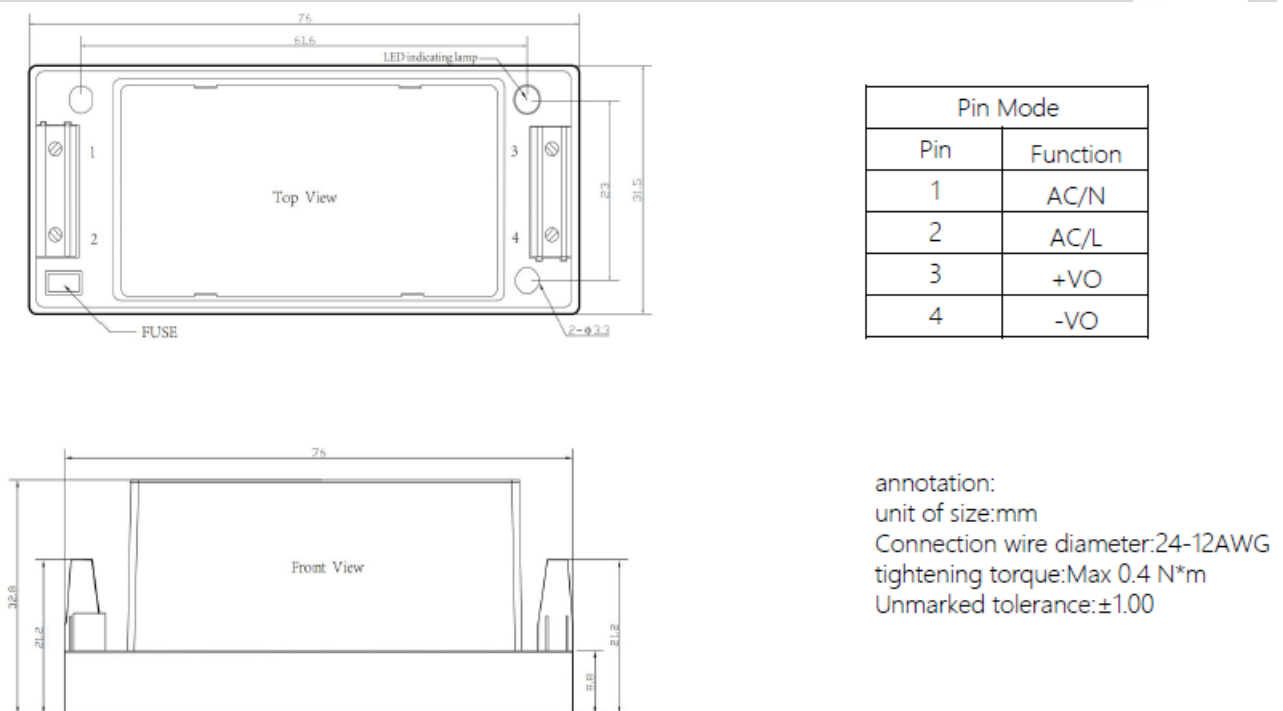 76
61.6
LED indicating lamp
1
3
Top View
23
31.5
2
4
FUSE
2-ϕ3.3
Pin Mode
Pin Function
1 AC/N
2 AC/L
3 +VO
4 -VO
76
Front View
32.8
21.2
21.2
8.8
annotation:
unit of size:mm
Connection wire diameter:24-12AWG
tightening torque:Max 0.4 N*m
Unmarked tolerance:±1.00